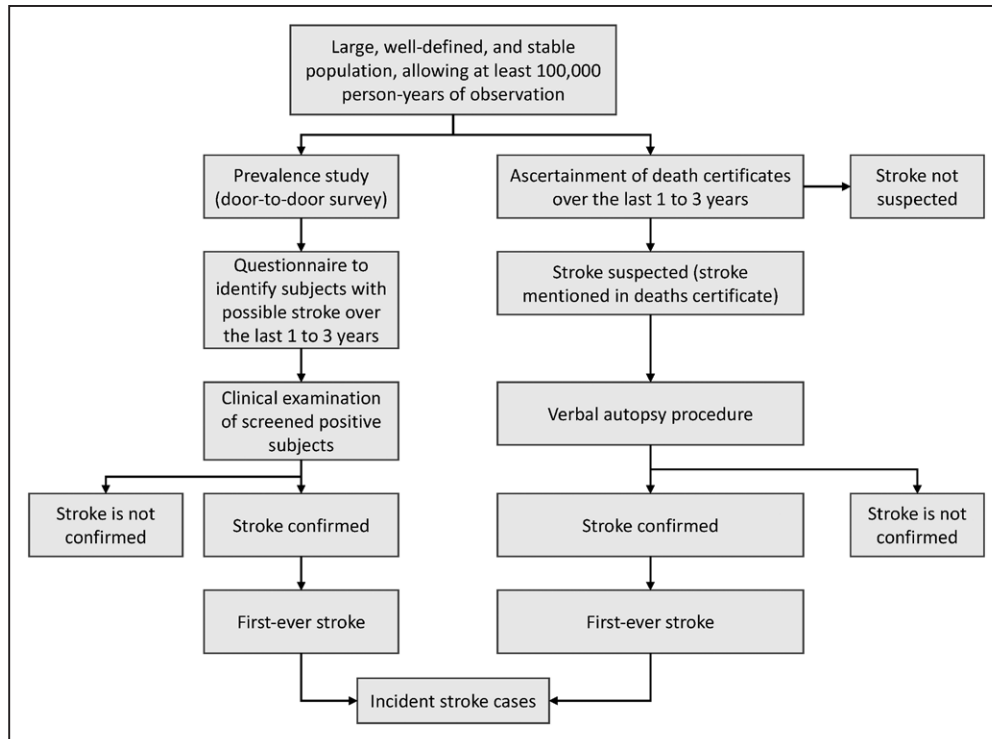 Large, well-defined, and stable
population, allowing at least 100,000
person-years of observation
Prevalence study
(door-to-door survey)
Ascertainment of death certificates
over the last 1 to 3 years
Stroke not
suspected
Questionnaire to
identify subjects with
possible stroke over
the last 1 to 3 years
Stroke suspected (stroke
mentioned in deaths certificate)
Clinical examination
of screened positive
subjects
Verbal autopsy procedure
Stroke is not
confirmed
Stroke confirmed
Stroke confirmed
Stroke is not
confirmed
First-ever stroke
First-ever stroke
Incident stroke cases